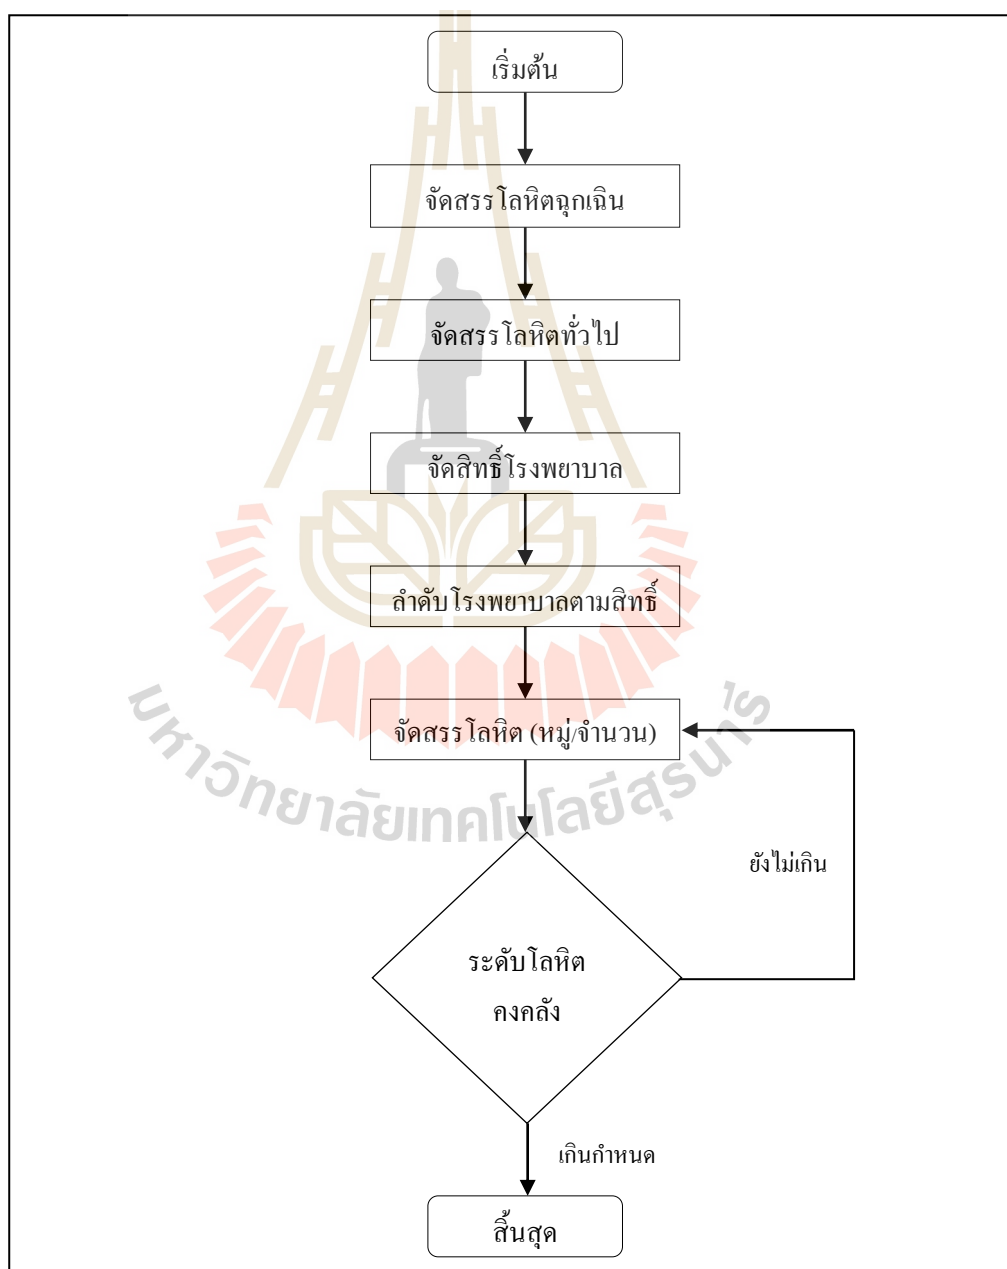 เริ่มต้น
จัดสรรโลหิตฉุกเฉิน
จัดสรรโลหิตทั่วไป
จัดสิทธิ์โรงพยาบาล
ลำดับโรงพยาบาลตามสิทธิ์
จัดสรรโลหิต (หมู่/จำนวน)
มหาวิทยาลัยเทคโนโลยีสุรนารี
ยังไม่เกิน
ระดับโลหิต
คงคลัง
เกินกำหนด
สิ้นสุด